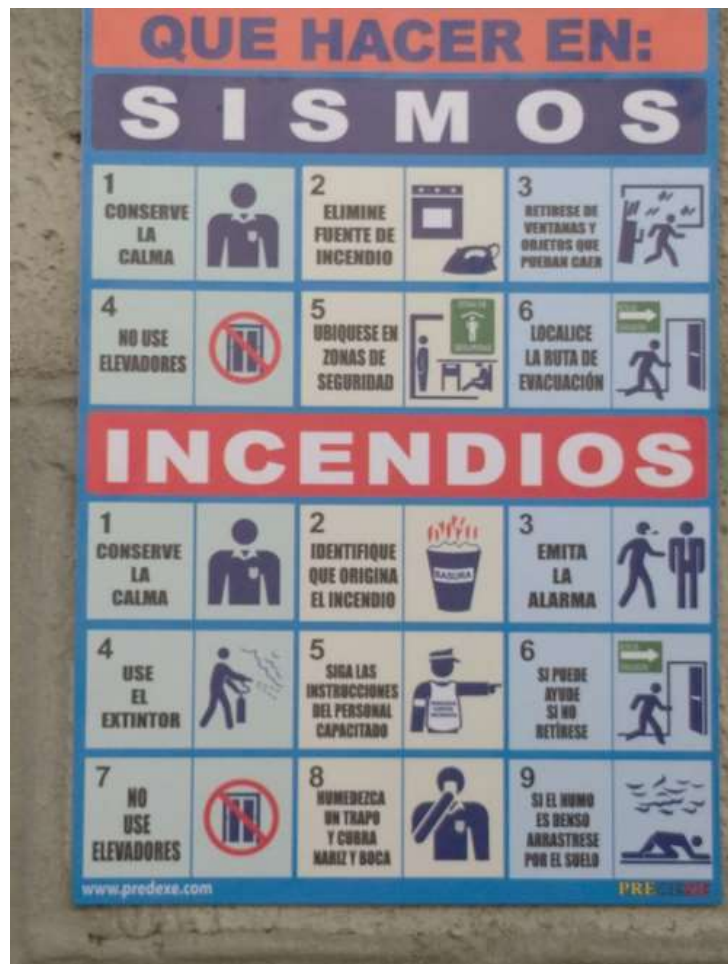 QUE HACER EN:
SISMOS
1
CONSERVE
LA
CALMA
2
ELIMINE
FUENTE DE
INCENDIO
3
RETIRESE DE
VENTANAS Y
OBJETOS QUE
PUEDAN CAER
4
NO USE
ELEVADORES
5
UBIQUESE EN
ZONAS DE
SEGURIDAD
6
LOCALICE
LA RUTA DE
EVACUACIÓN
INCENDIOS
1
CONSERVE
LA
CALMA
2
IDENTIFIQUE
QUE ORIGINA
EL INCENDIO
BASURA
3
EMITA
LA
ALARMA
4
USE
EL
EXTINTOR
5
SIGA LAS
INSTRUCCIONES
DEL PERSONAL
CAPACITADO
6
SI PUEDE
AYUDE
SI NO
RETÍRESE
7
NO
USE
ELEVADORES
8
HUMEDEZCA
UN TRAPO
Y CUBRA
NARIZ Y BOCA
9
SI EL HUMO
ES DENSO
ARRASTRESE
POR EL SUELO
www.predexe.com
PREDEXE